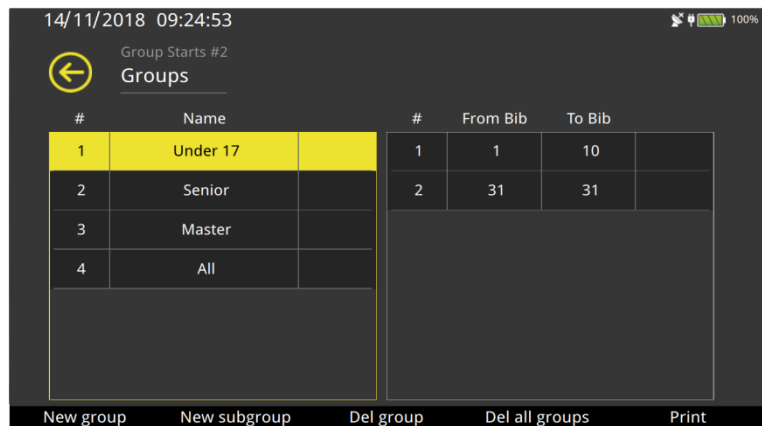 14/11/2018 09:24:53 100%
Group Starts #2
Groups
# Name # From Bib To Bib
1 Under 17 1 1 10
2 Senior 2 31 31
3 Master
4 All
New group New subgroup Del group Del all groups Print